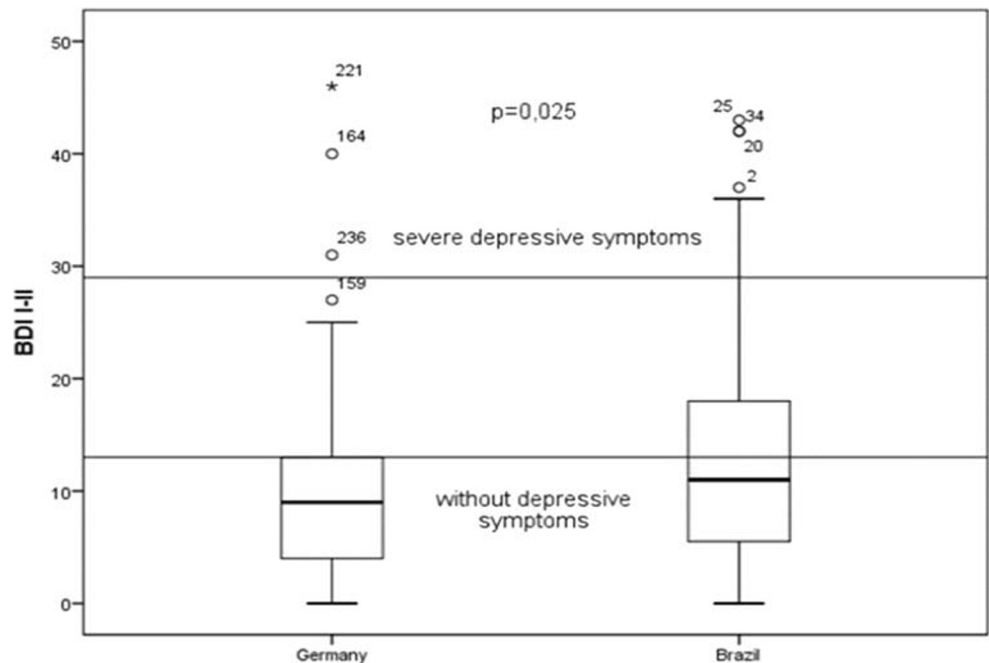 50
40
30
20
10
0
BDI I-II
221
164
236
159
p=0,025
25
34
20
2
severe depressive symptoms
without depressive
symptoms
Germany
Brazil